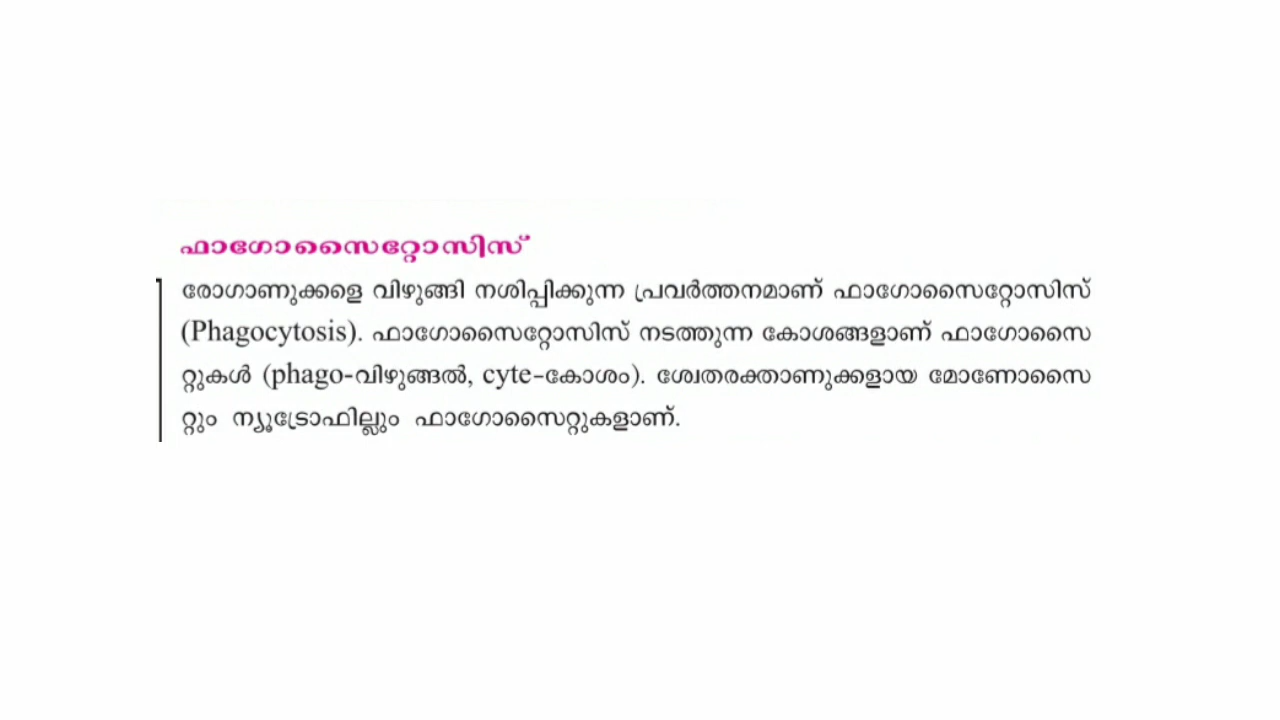 ഫാഗോസൈറ്റോസിസ്
രോഗാണുക്കളെ വിഴുങ്ങി നശിപ്പിക്കുന്ന പ്രവർത്തനമാണ് ഫാഗോസൈറ്റോസിസ്
(Phagocytosis). ഫാഗോസൈറ്റോസിസ് നടത്തുന്ന കോശങ്ങളാണ് ഫാഗോസൈ
റ്റുകൾ (phago-വിഴുങ്ങൽ, cyte-കോശം). ശ്വേതരക്താണുക്കളായ മോണോസൈ
റ്റും ന്യൂട്രോഫില്ലും ഫാഗോസൈറ്റുകളാണ്.